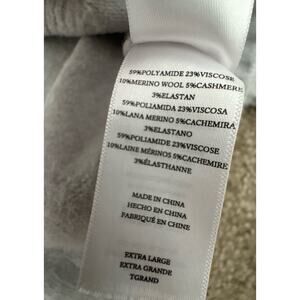 59%POLYAMIDE 23%VISCOSE
10%MERINO WOOL 5%CASHMERE
3%ELASTAN
59%POLIAMIDA 23%VISCOSA
10%LANA MERINO 5%CACHEMIRA
3%ELASTANO
59%POLIAMIDE 23%VISCOSE
10%LAINE MÉRINOS 5%CACHEMIRE
3%ÉLASTHANNE
MADE IN CHINA
HECHO EN CHINA
FABRIQUÉ EN CHINE
EXTRA LARGE
EXTRA GRANDE
TGRAND